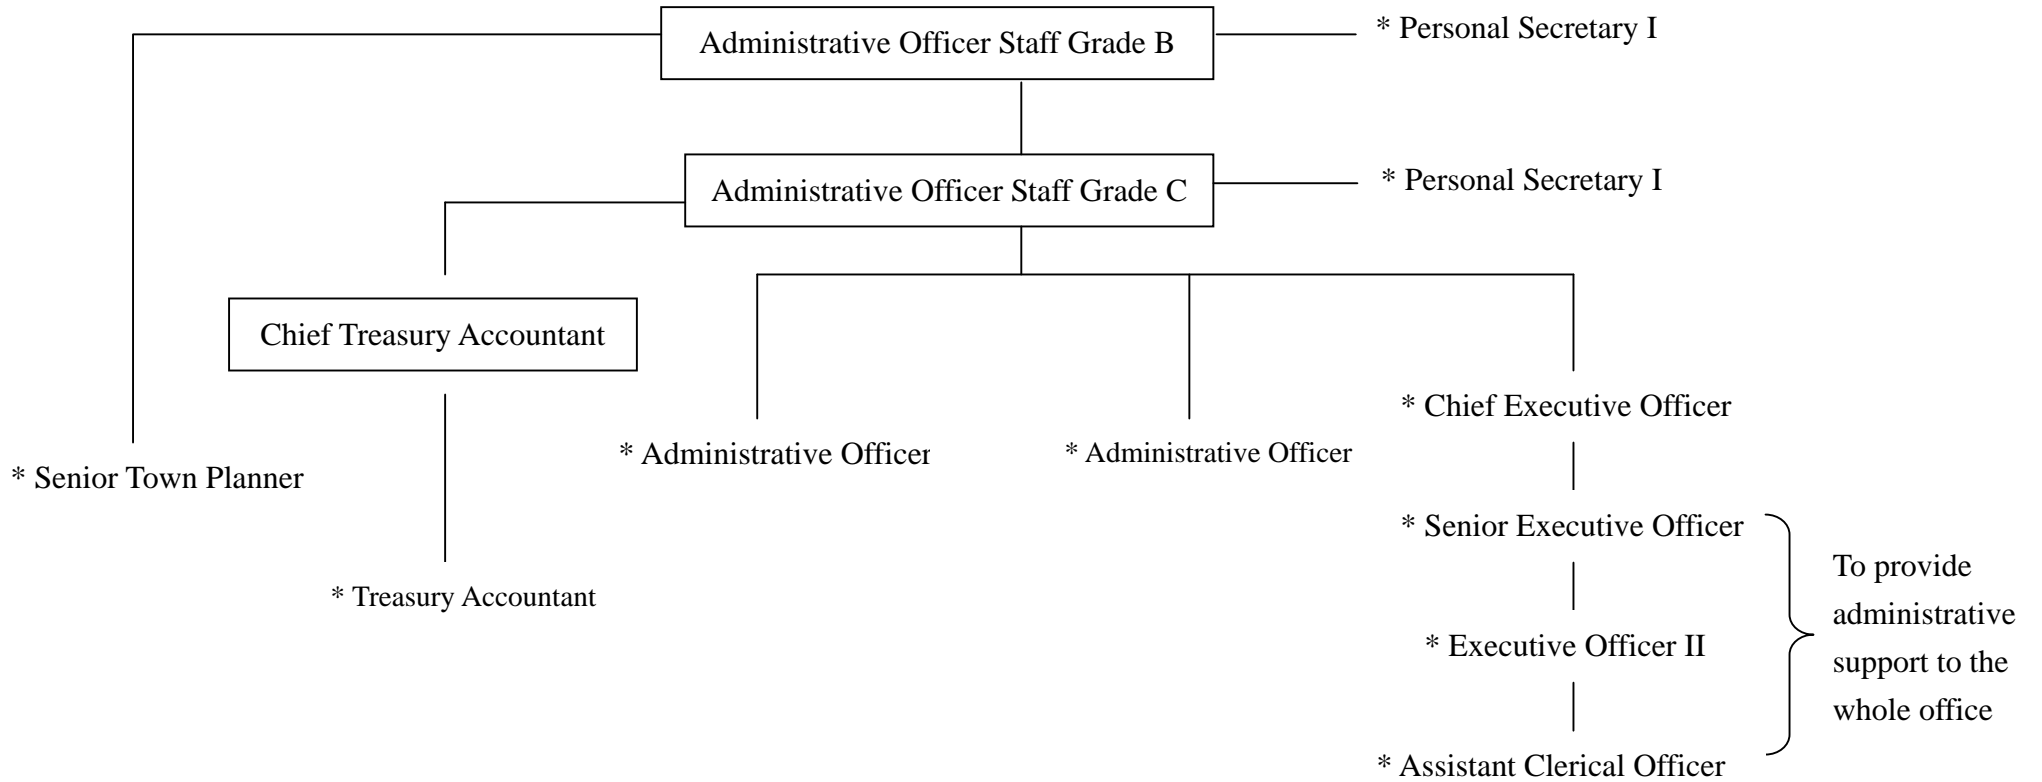 Administrative Officer Staff Grade B
* Personal Secretary I
Administrative Officer Staff Grade C
* Personal Secretary I
Chief Treasury Accountant
* Chief Executive Officer
* Administrative Officer
* Administrative Officer
* Senior Town Planner
* Senior Executive Officer
* Treasury Accountant
* Executive Officer II
* Assistant Clerical Officer
To provide
administrative
support to the
whole office